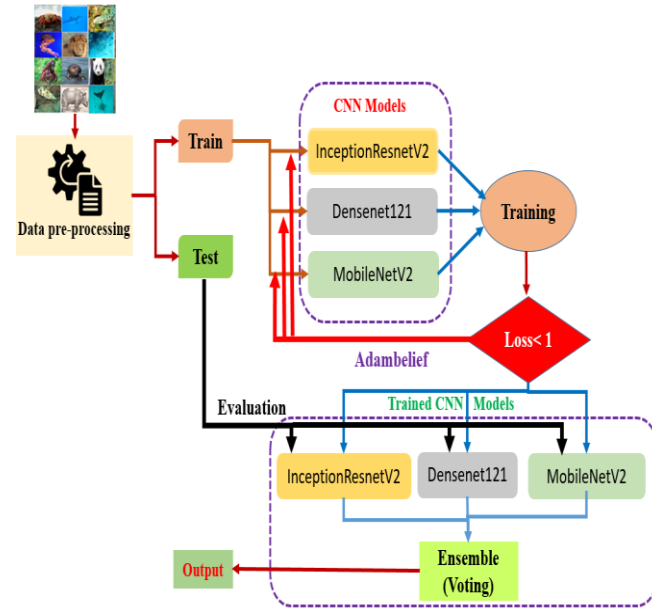 CNN Models
Train
InceptionResnetV2
Data pre-processing
Densenet121
Training
Test
MobileNetV2
Loss< 1
Adambelief
Evaluation
Trained CNN Models
InceptionResnetV2
Densenet121
MobileNetV2
Ensemble
(Voting)
Output